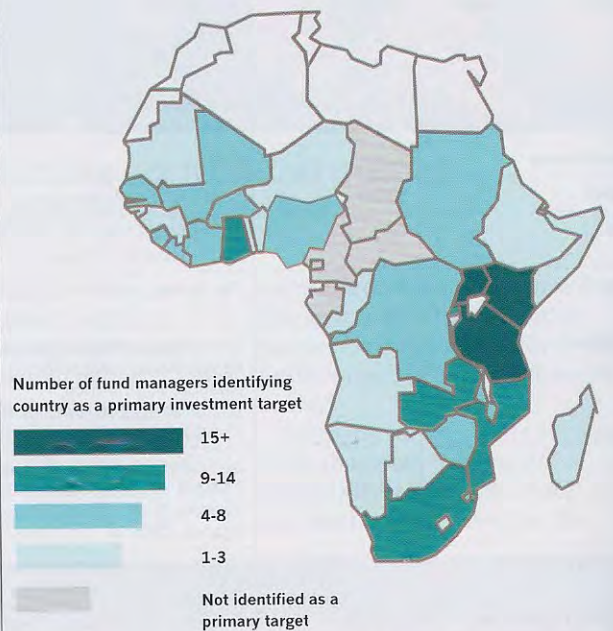 Number of fund managers identifying
country as a primary investment target
15+
9-14
4-8
1-3
Not identified as a
primary target